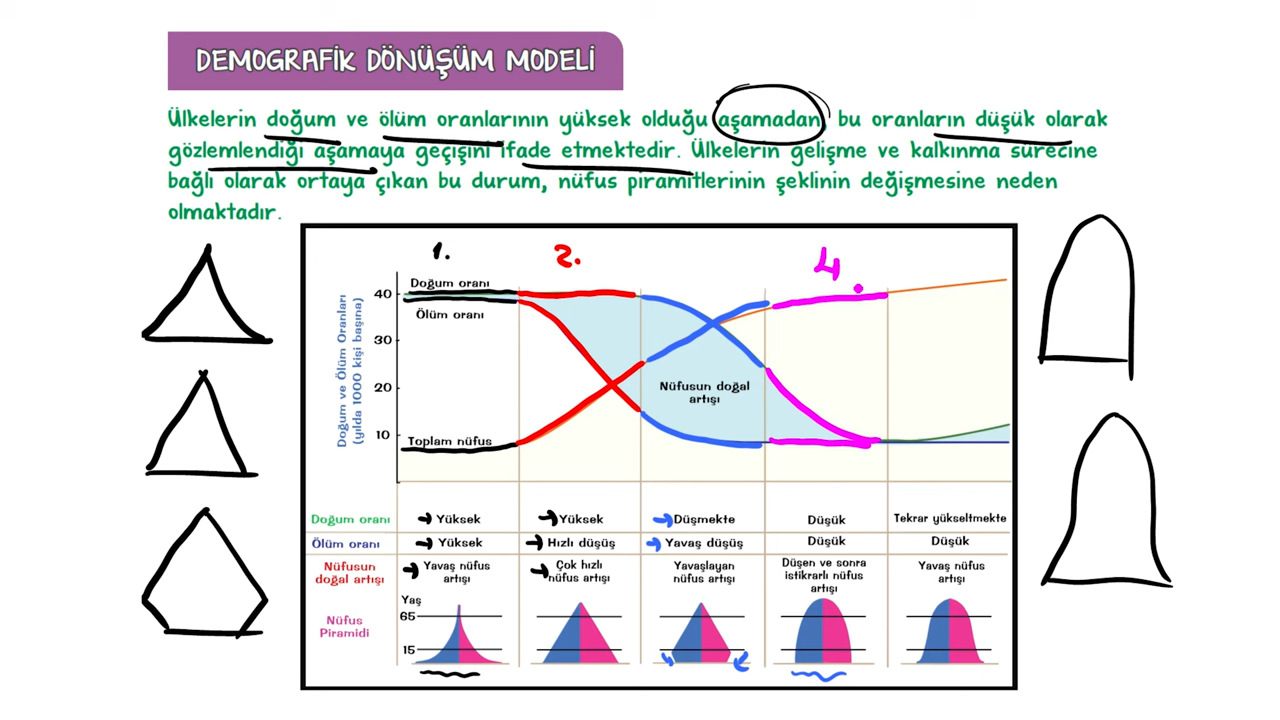 DEMOGRAFİK DÖNÜŞÜM MODELİ
Ülkelerin doğum ve ölüm oranlarının yüksek olduğu aşamadan, bu oranların düşük olarak
gözlemlendiği aşamaya geçişini ifade etmektedir. Ülkelerin gelişme ve kalkınma sürecine
bağlı olarak ortaya çıkan bu durum, nüfus piramitlerinin şeklinin değişmesine neden
olmaktadır.
1. 2. 4.
Doğum ve Ölüm Oranları
(yılda 1000 kişi başına)
Doğum oranı
40
Ölüm oranı
30
20
Nüfusun doğal
artışı
10
Toplam nüfus
Doğum oranı Yüksek Yüksek Düşmekte Düşük Tekrar yükseltmekte
Ölüm oranı Yüksek Hızlı düşüş Yavaş düşüş Düşük Düşük
Nüfusun
doğal artışı
Yavaş nüfus
artışı
Çok hızlı
nüfus artışı
Yavaşlayan
nüfus artışı
Düşen ve sonra
istikrarlı nüfus
artışı
Yavaş nüfus
artışı
Nüfus
Piramidi
Yaş
65
15